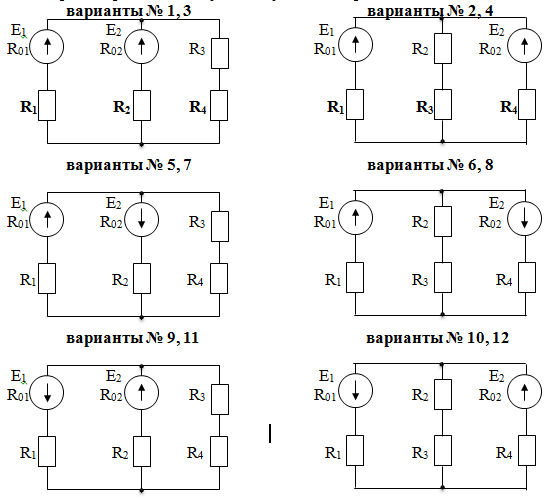 варианты № 1, 3
E1
R01
E2
R02
R3
R1
R2
R4
варианты № 2, 4
E1
R01
R2
E2
R02
R1
R3
R4
варианты № 5, 7
E1
R01
E2
R02
R3
R1
R2
R4
варианты № 6, 8
E1
R01
R2
E2
R02
R1
R3
R4
варианты № 9, 11
E1
R01
E2
R02
R3
R1
R2
R4
варианты № 10, 12
E1
R01
R2
E2
R02
R1
R3
R4